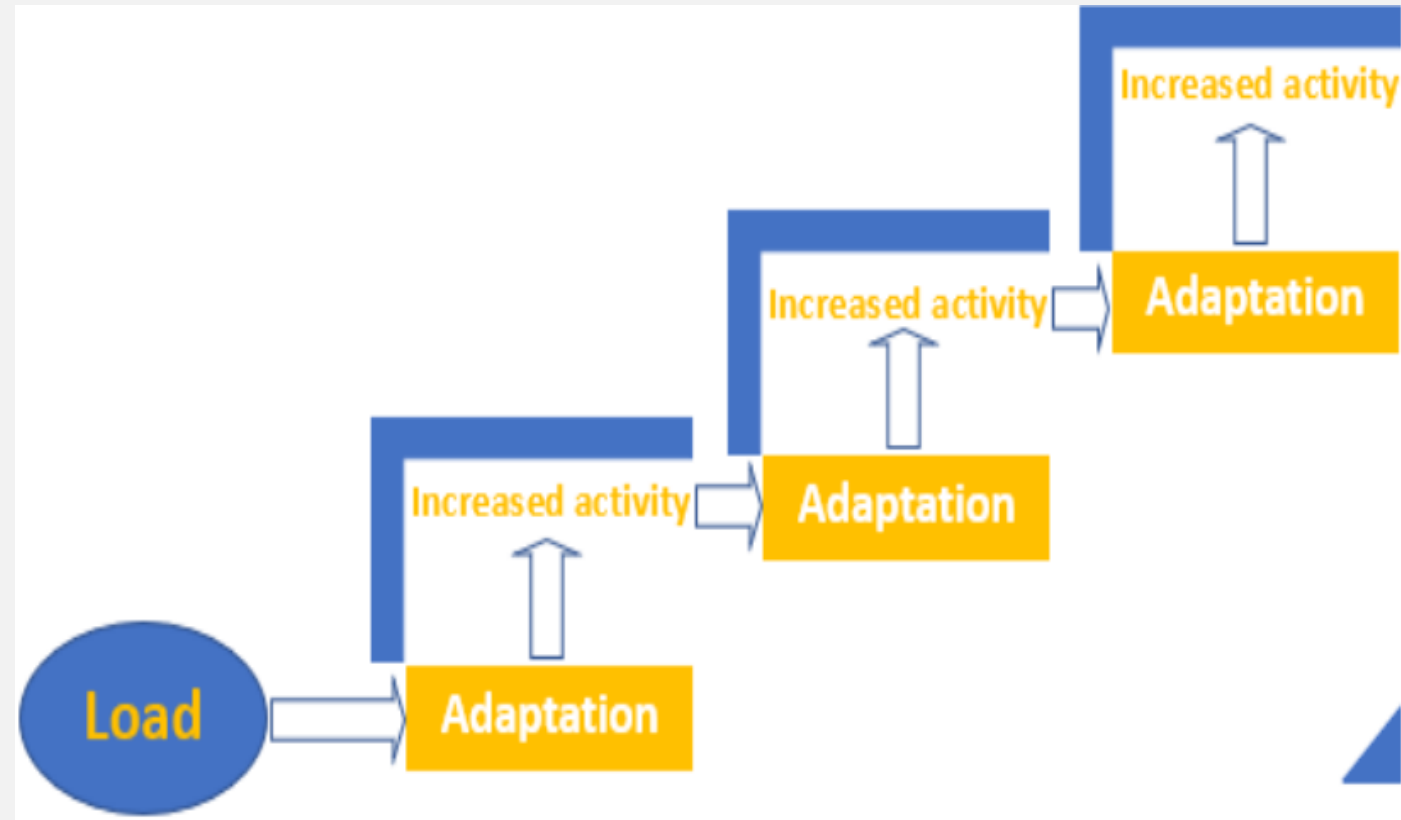 Increased activity
Adaptation
Increased activity
Adaptation
Increased activity
Adaptation
Load